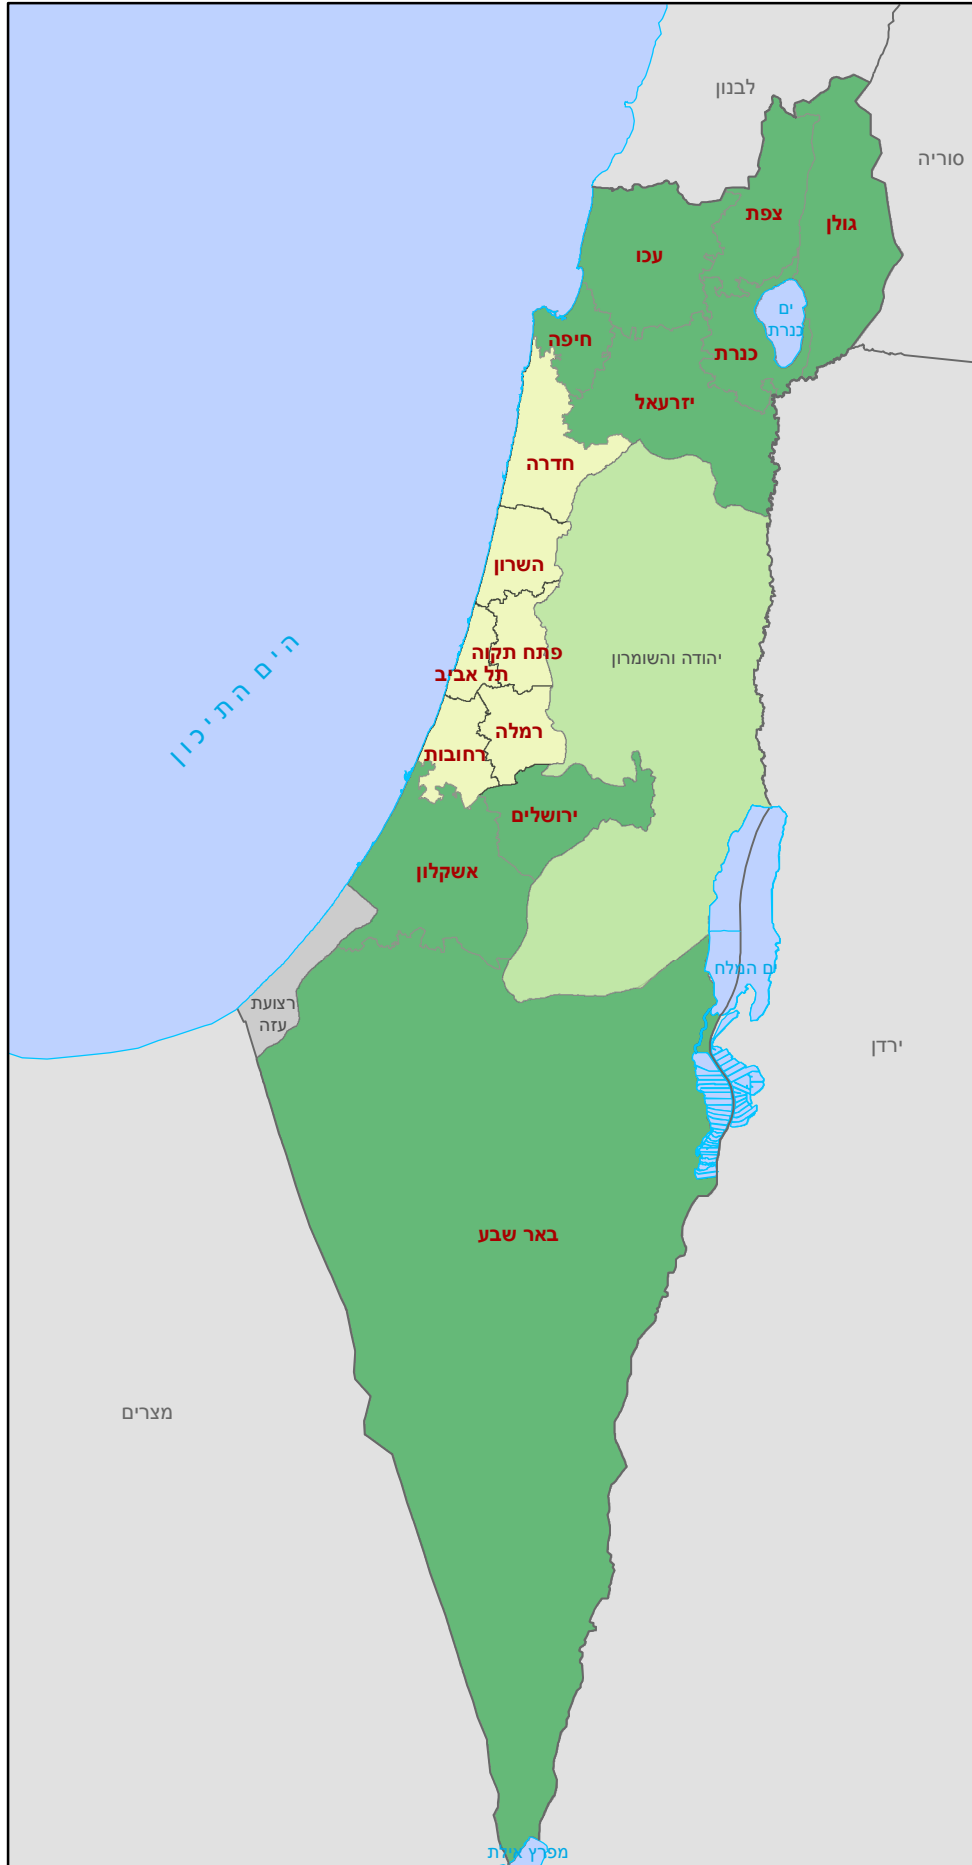 לבנון
סוריה
צפת
גולן
עכו
ים
כנרת
חיפה
כנרת
יזרעאל
חדרה
השרון
הים התיכון
פתח תקוה
יהודה והשומרון
תל אביב
רמלה
רחובות
ירושלים
אשקלון
ים המלח
רצועת
עזה
ירדן
באר שבע
מצרים
מפרץ אילת